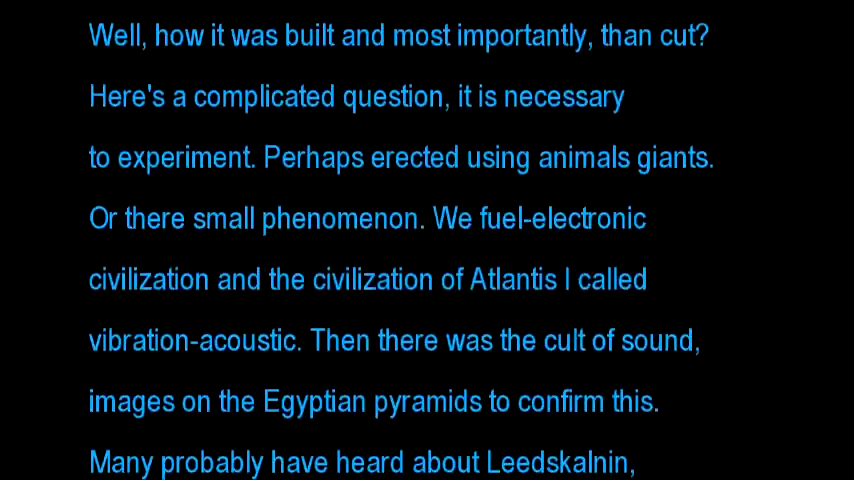 Well, how it was built and most importantly, than cut?
Here's a complicated question, it is necessary
to experiment. Perhaps erected using animals giants.
Or there small phenomenon. We fuel-electronic
civilization and the civilization of Atlantis I called
vibration-acoustic. Then there was the cult of sound,
images on the Egyptian pyramids to confirm this.
Many probably have heard about Leedskalnin,